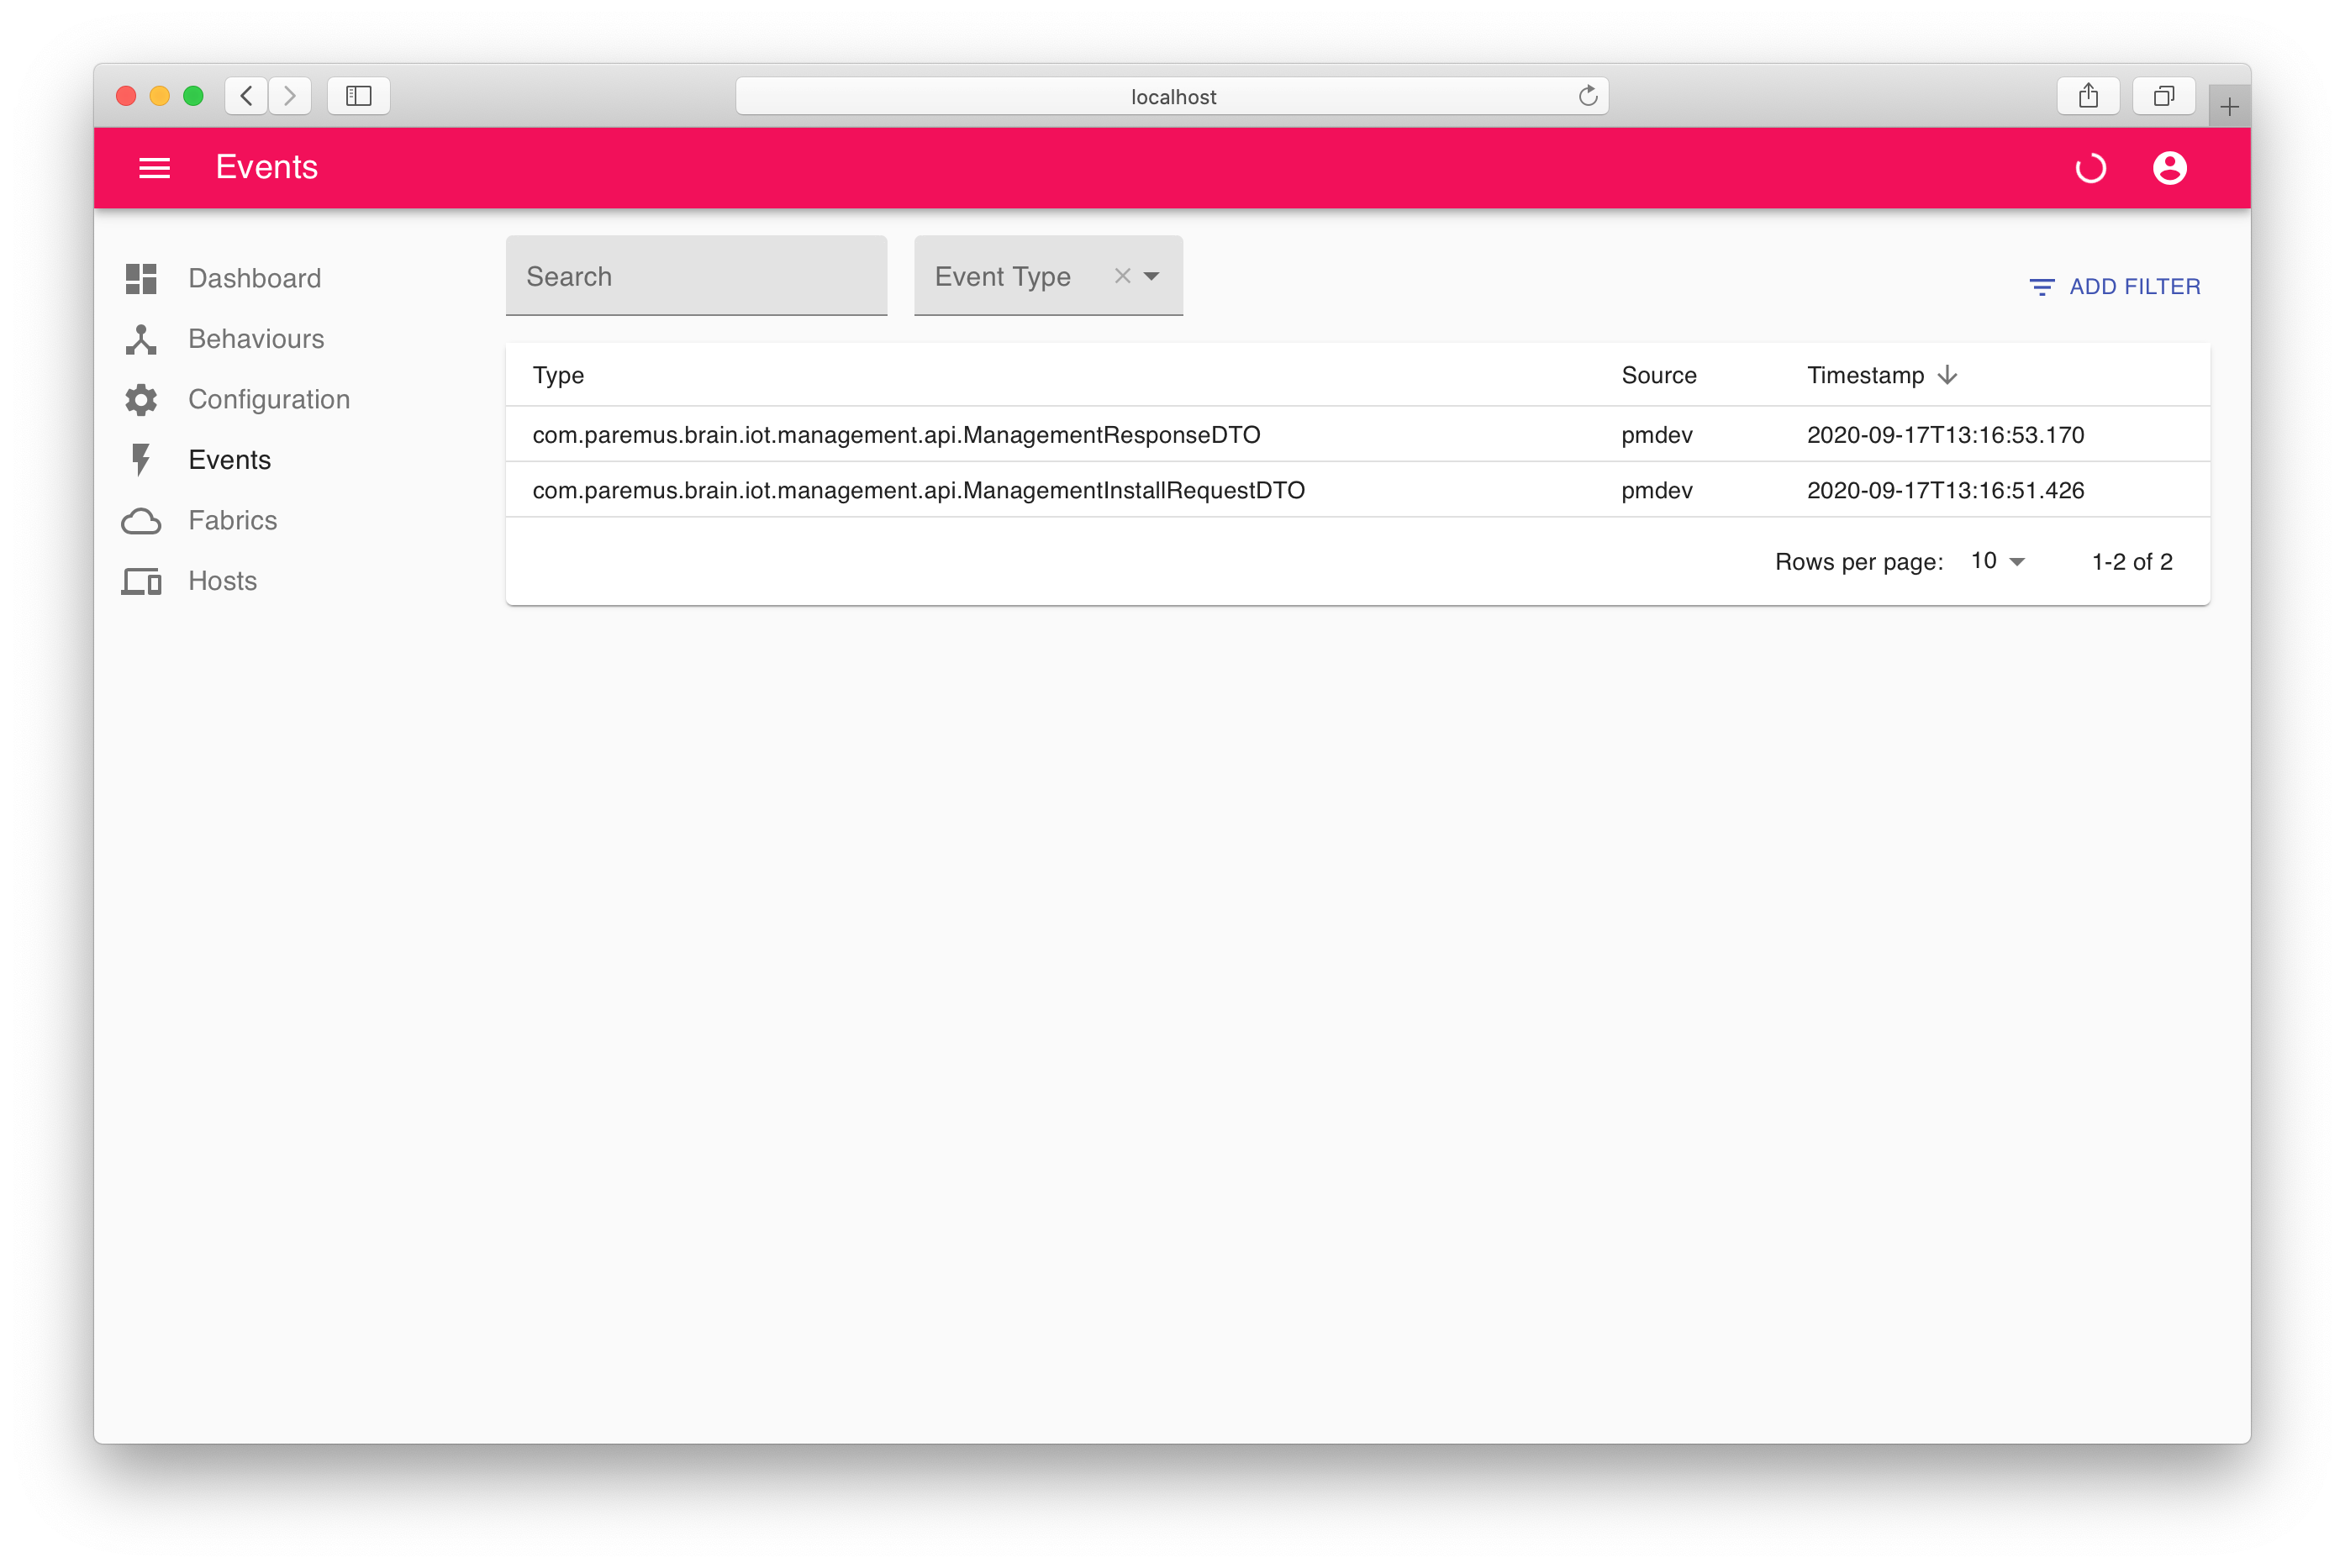 localhost
Events
Dashboard
Behaviours
Configuration
Events
Fabrics
Hosts
Search
Event Type
ADD FILTER
Type Source Timestamp
com.paremus.brain.iot.management.api.ManagementResponseDTO pmdev 2020-09-17T13:16:53.170
com.paremus.brain.iot.management.api.ManagementInstallRequestDTO pmdev 2020-09-17T13:16:51.426
Rows per page: 10 1-2 of 2